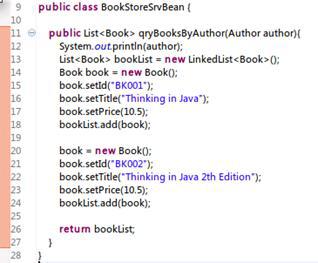 9 public class BookStoreSrvBean {
10
11 public List<Book> qryBooksByAuthor(Author author){
12 System.out.println(author);
13 List<Book> bookList = new LinkedList<Book>();
14 Book book = new Book();
15 book.setId("BK001");
16 book.setTitle("Thinking in Java");
17 book.setPrice(10.5);
18 bookList.add(book);
19
20 book = new Book();
21 book.setId("BK002");
22 book.setTitle("Thinking in Java 2th Edition");
23 book.setPrice(10.5);
24 bookList.add(book);
25
26 return bookList;
27 }
28 }